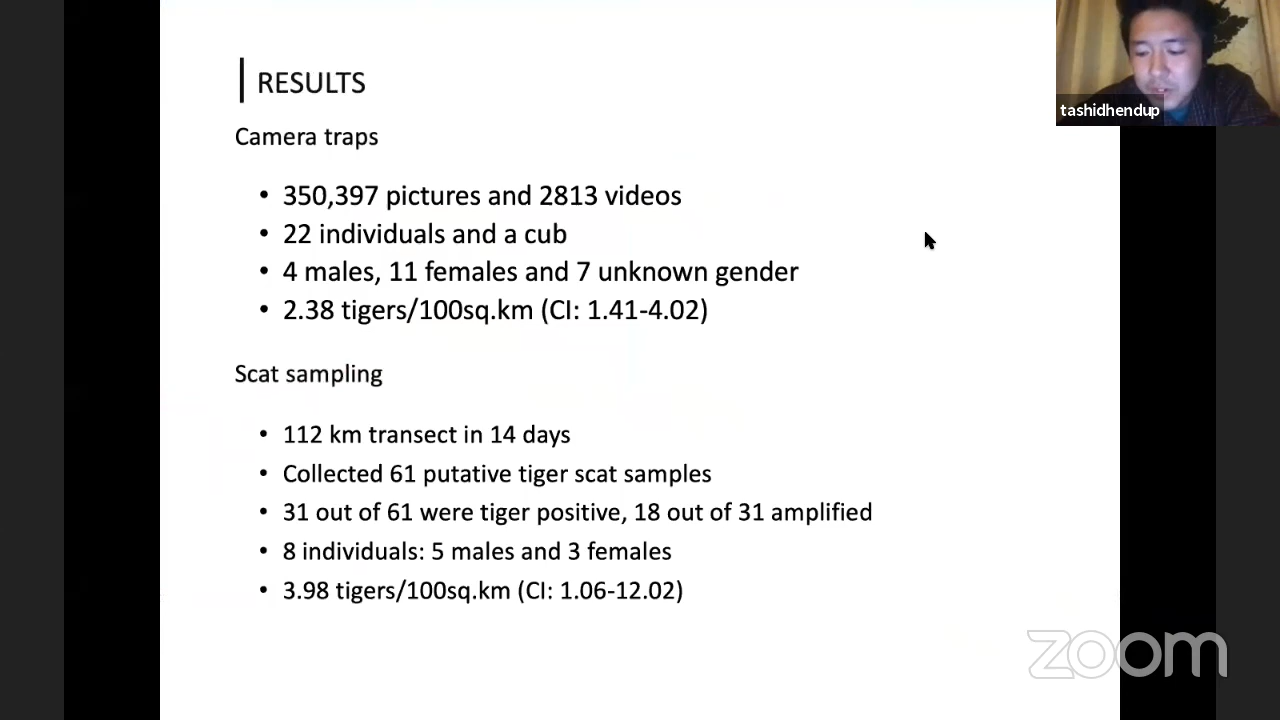 RESULTS
tashidhendup
Camera traps
• 350,397 pictures and 2813 videos
• 22 individuals and a cub
• 4 males, 11 females and 7 unknown gender
• 2.38 tigers/100sq.km (CI: 1.41-4.02)
Scat sampling
• 112 km transect in 14 days
• Collected 61 putative tiger scat samples
• 31 out of 61 were tiger positive, 18 out of 31 amplified
• 8 individuals: 5 males and 3 females
• 3.98 tigers/100sq.km (CI: 1.06-12.02)
zoom